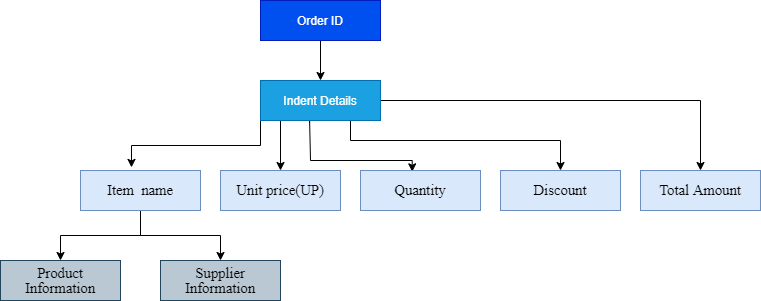 Order ID
Indent Details
Item name
Unit price(UP)
Quantity
Discount
Total Amount
Product
Information
Supplier
Information